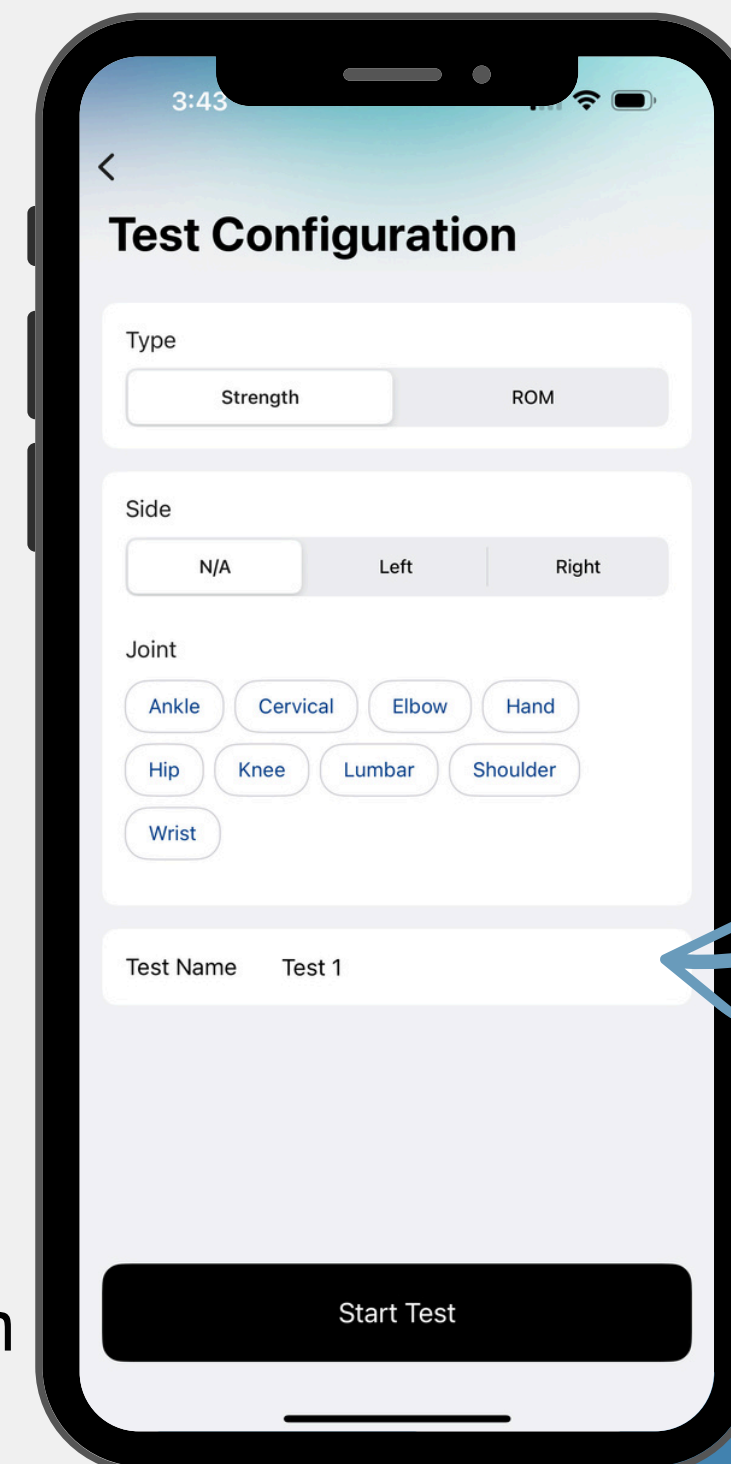 3:43
Test Configuration
Type
Strength ROM
Side
N/A Left Right
Joint
Ankle Cervical Elbow Hand
Hip Knee Lumbar Shoulder
Wrist
Test Name Test 1
Start Test